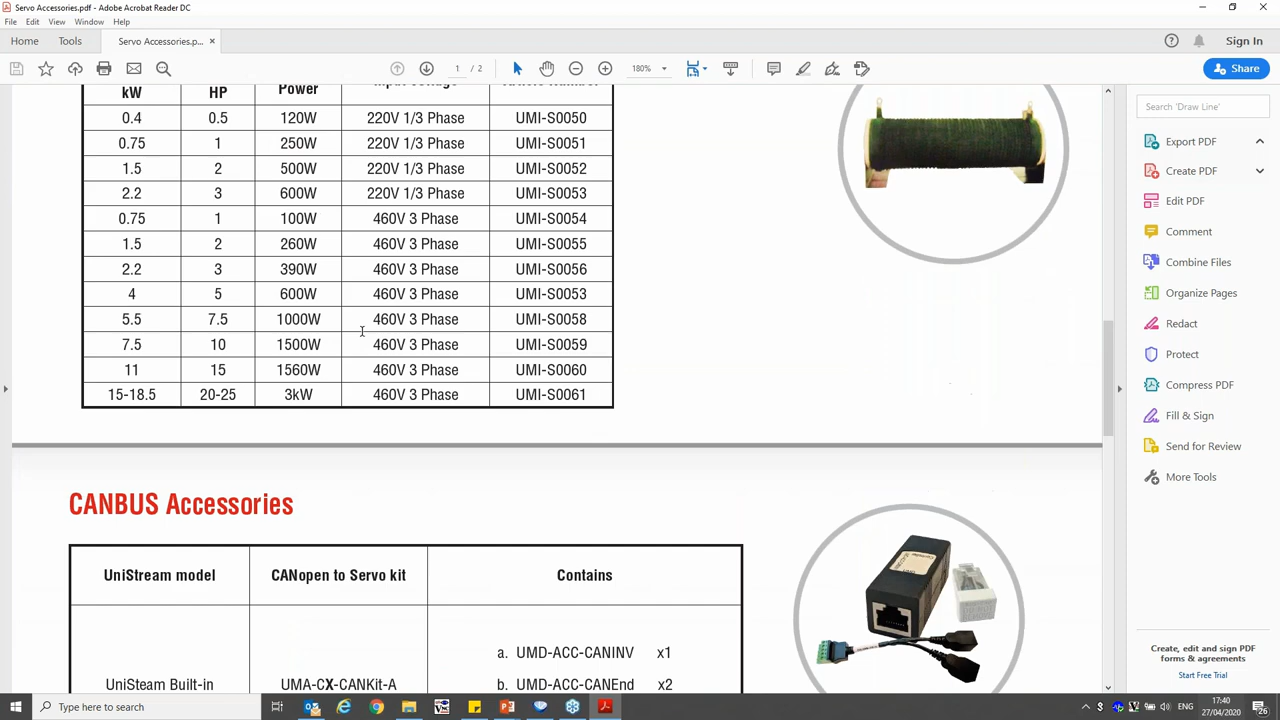 Servo Accessories.pdf - Adobe Acrobat Reader DC
File Edit View Window Help
Home Tools Servo Accessories.p... × Sign In
1 / 2 180% Share
kW HP Power
0.4 0.5 120W 220V 1/3 Phase UMI-S0050
0.75 1 250W 220V 1/3 Phase UMI-S0051
1.5 2 500W 220V 1/3 Phase UMI-S0052
2.2 3 600W 220V 1/3 Phase UMI-S0053
0.75 1 100W 460V 3 Phase UMI-S0054
1.5 2 260W 460V 3 Phase UMI-S0055
2.2 3 390W 460V 3 Phase UMI-S0056
4 5 600W 460V 3 Phase UMI-S0053
5.5 7.5 1000W 460V 3 Phase UMI-S0058
7.5 10 1500W 460V 3 Phase UMI-S0059
11 15 1560W 460V 3 Phase UMI-S0060
15-18.5 20-25 3kW 460V 3 Phase UMI-S0061
CANBUS Accessories
UniStream model CANopen to Servo kit Contains
a. UMD-ACC-CANINV x1
UniSteam Built-in UMA-CX-CANKit-A b. UMD-ACC-CANEnd x2
Search 'Draw Line'
Export PDF
Create PDF
Edit PDF
Comment
Combine Files
Organize Pages
Redact
Protect
Compress PDF
Fill & Sign
Send for Review
More Tools
Create, edit and sign PDF
forms & agreements
Start Free Trial
Type here to search
ENG
17:40
27/04/2020
26